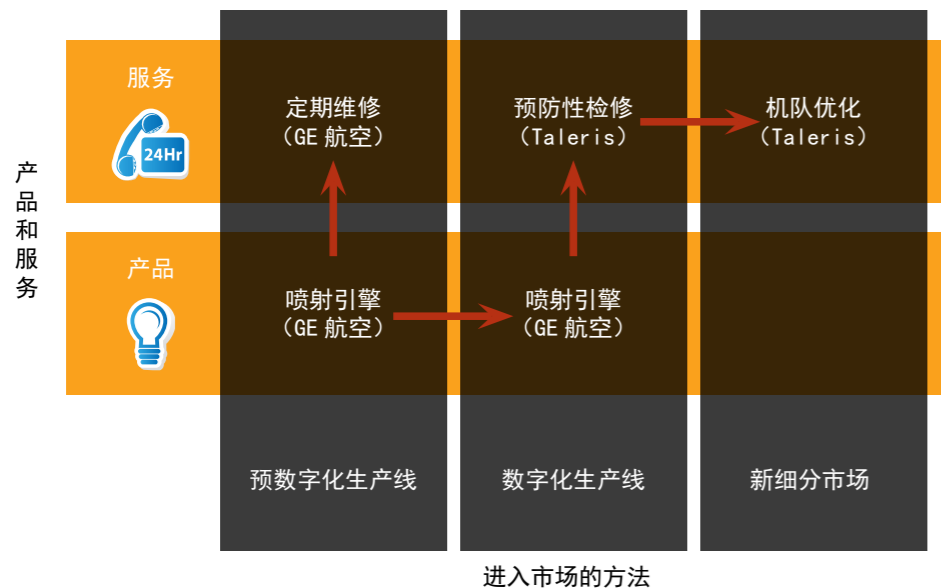 产品和服务
服务
24Hr
定期维修
（GE 航空）
预防性检修
（Taleris）
机队优化
（Taleris）
产品
喷射引擎
（GE 航空）
喷射引擎
（GE 航空）
预数字化生产线
数字化生产线
新细分市场
进入市场的方法